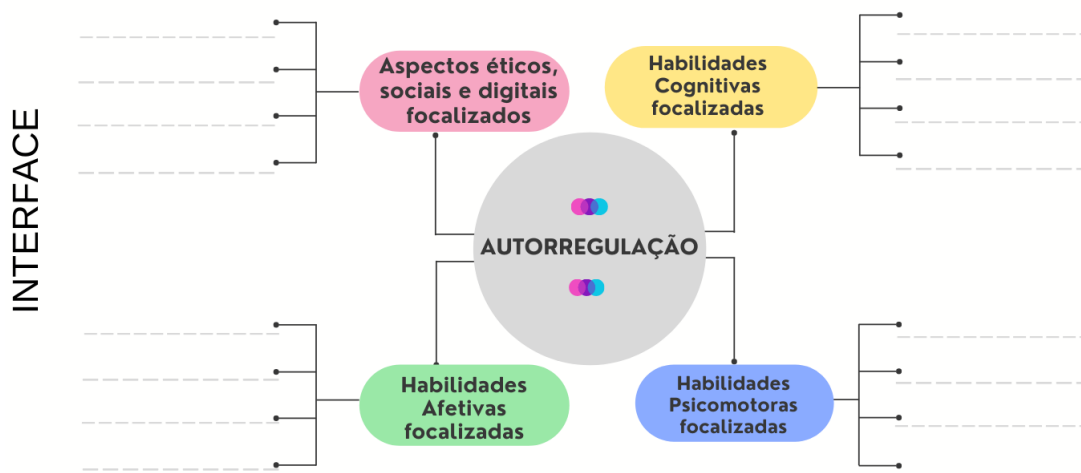 INTERFACE
Aspectos éticos,
sociais e digitais
focalizados
Habilidades
Cognitivas
focalizadas
AUTORREGULAÇÃO
Habilidades
Afetivas
focalizadas
Habilidades
Psicomotoras
focalizadas